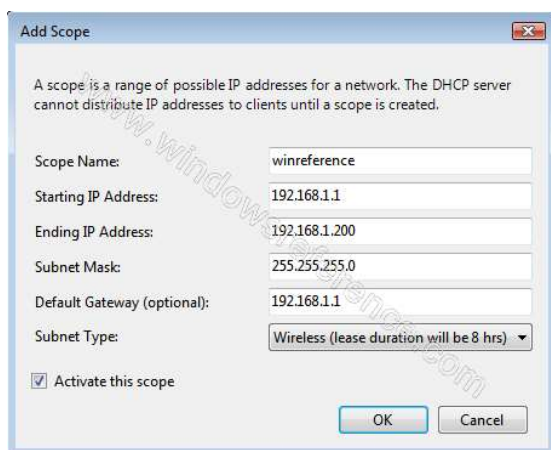 Add Scope
A scope is a range of possible IP addresses for a network. The DHCP server
cannot distribute IP addresses to clients until a scope is created.
Scope Name: winreference
Starting IP Address: 192.168.1.1
Ending IP Address: 192.168.1.200
Subnet Mask: 255.255.255.0
Default Gateway (optional): 192.168.1.1
Subnet Type: Wireless (lease duration will be 8 hrs)
Activate this scope
OK Cancel
www.windowsreference.com